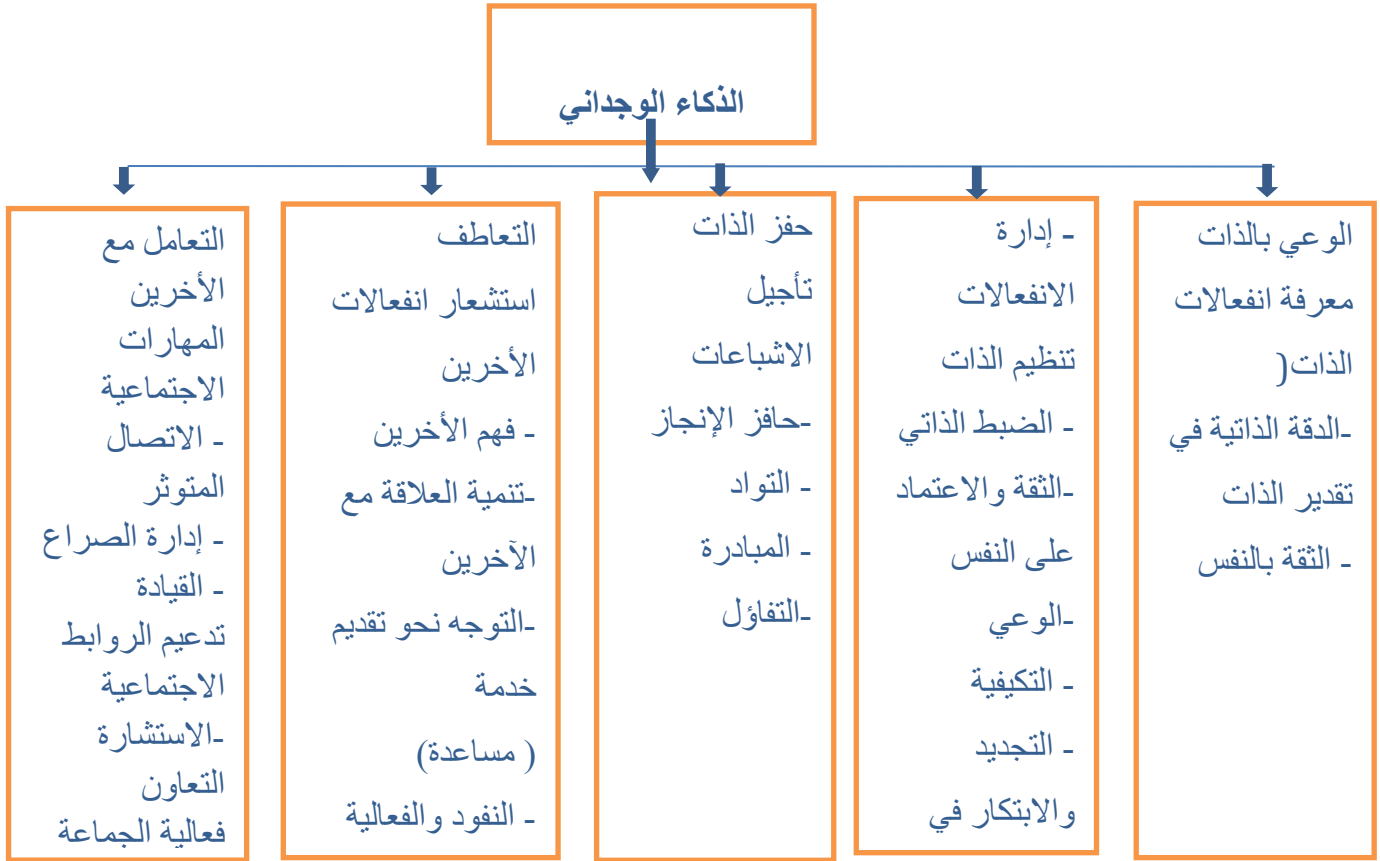 الذكاء الوجداني
الوعي بالذات
معرفة انفعالات
الذات(
-الدقة الذاتية في
تقدير الذات
- الثقة بالنفس
- إدارة
الانفعالات
تنظيم الذات
- الضبط الذاتي
-الثقة والاعتماد
على النفس
-الوعي
- التكيفية
- التجديد
والابتكار في
حفز الذات
تأجيل
الاشباعات
-حافز الإنجاز
- التواد
- المبادرة
-التفاؤل
التعاطف
استشعار انفعالات
الأخرين
- فهم الأخرين
-تنمية العلاقة مع
الآخرين
-التوجه نحو تقديم
خدمة
( مساعدة)
- النفود والفعالية
التعامل مع
الأخرين
المهارات
الاجتماعية
- الاتصال
المتوثر
- إدارة الصراع
- القيادة
تدعيم الروابط
الاجتماعية
-الاستشارة
التعاون
فعالية الجماعة